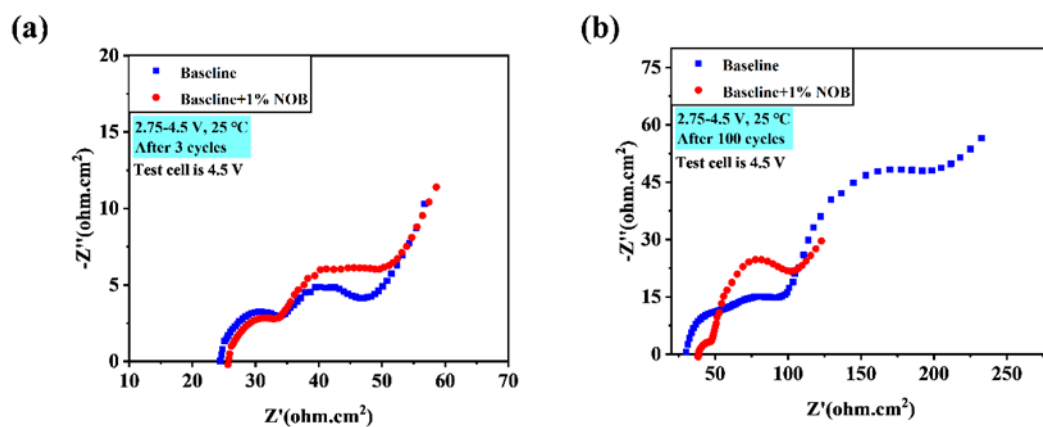 (a)
20
15
10
5
0
-Z''(ohm.cm²)
Baseline
Baseline+1% NOB
2.75-4.5 V, 25 °C
After 3 cycles
Test cell is 4.5 V
10 20 30 40 50 60 70
Z'(ohm.cm²)
(b)
75
60
45
30
15
0
-Z''(ohm.cm²)
Baseline
Baseline+1% NOB
2.75-4.5 V, 25 °C
After 100 cycles
Test cell is 4.5 V
50 100 150 200 250
Z'(ohm.cm²)